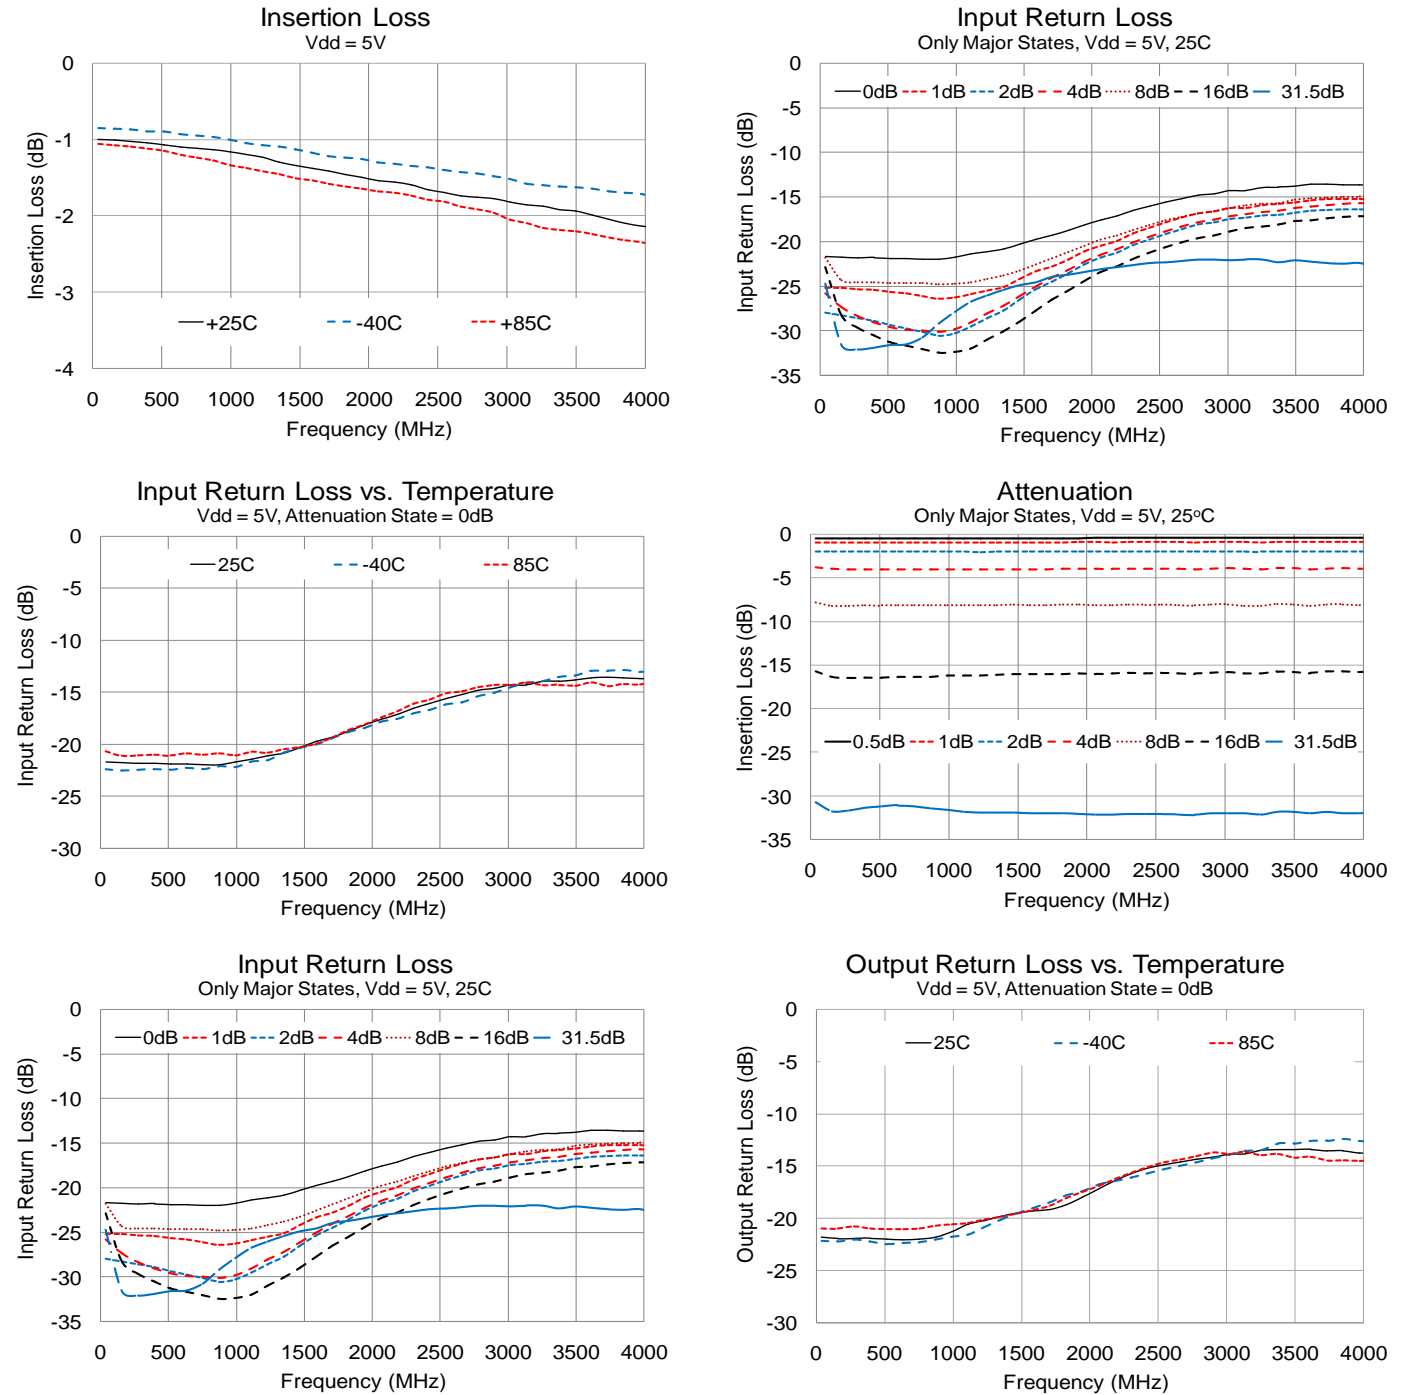 Insertion Loss
Vdd = 5V
Insertion Loss (dB)
0
-1
-2
-3
-4
+25C -40C +85C
0 500 1000 1500 2000 2500 3000 3500 4000
Frequency (MHz)
Input Return Loss
Only Major States, Vdd = 5V, 25C
Input Return Loss (dB)
0
-5
-10
-15
-20
-25
-30
-35
0dB 1dB 2dB 4dB 8dB 16dB 31.5dB
0 500 1000 1500 2000 2500 3000 3500 4000
Frequency (MHz)
Input Return Loss vs. Temperature
Vdd = 5V, Attenuation State = 0dB
Input Return Loss (dB)
0
-5
-10
-15
-20
-25
-30
25C -40C 85C
0 500 1000 1500 2000 2500 3000 3500 4000
Frequency (MHz)
Attenuation
Only Major States, Vdd = 5V, 25ºC
Insertion Loss (dB)
0
-5
-10
-15
-20
-25
-30
-35
0.5dB 1dB 2dB 4dB 8dB 16dB 31.5dB
0 500 1000 1500 2000 2500 3000 3500 4000
Frequency (MHz)
Input Return Loss
Only Major States, Vdd = 5V, 25C
Input Return Loss (dB)
0
-5
-10
-15
-20
-25
-30
-35
0dB 1dB 2dB 4dB 8dB 16dB 31.5dB
0 500 1000 1500 2000 2500 3000 3500 4000
Frequency (MHz)
Output Return Loss vs. Temperature
Vdd = 5V, Attenuation State = 0dB
Output Return Loss (dB)
0
-5
-10
-15
-20
-25
-30
25C -40C 85C
0 500 1000 1500 2000 2500 3000 3500 4000
Frequency (MHz)